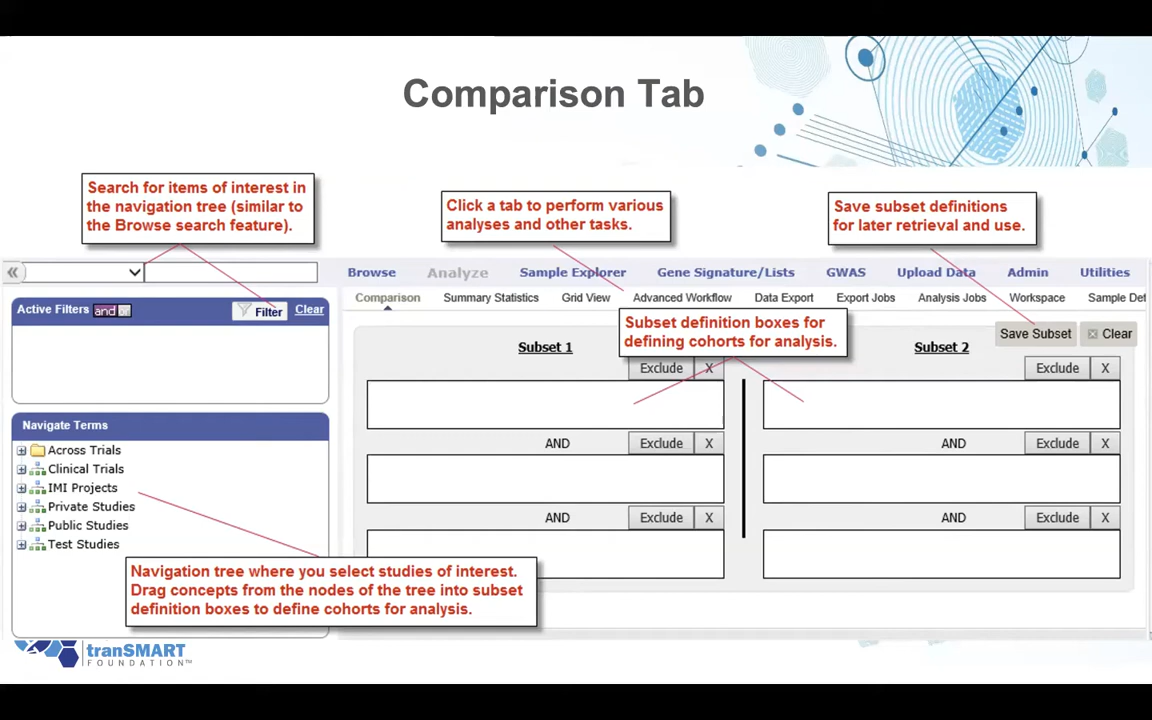 Comparison Tab
Search for items of interest in
the navigation tree (similar to
the Browse search feature).
Click a tab to perform various
analyses and other tasks.
Save subset definitions
for later retrieval and use.
Browse Analyze Sample Explorer Gene Signature/Lists GWAS Upload Data Admin Utilities
Comparison Summary Statistics Grid View Advanced Workflow Data Export Export Jobs Analysis Jobs Workspace Sample Det
Active Filters and or Filter Clear
Subset definition boxes for
defining cohorts for analysis.
Save Subset Clear
Subset 1 Subset 2
Exclude X Exclude X
AND Exclude X AND Exclude X
AND Exclude X AND Exclude X
Navigate Terms
Across Trials
Clinical Trials
IMI Projects
Private Studies
Public Studies
Test Studies
Navigation tree where you select studies of interest.
Drag concepts from the nodes of the tree into subset
definition boxes to define cohorts for analysis.
tranSMART
FOUNDATION™